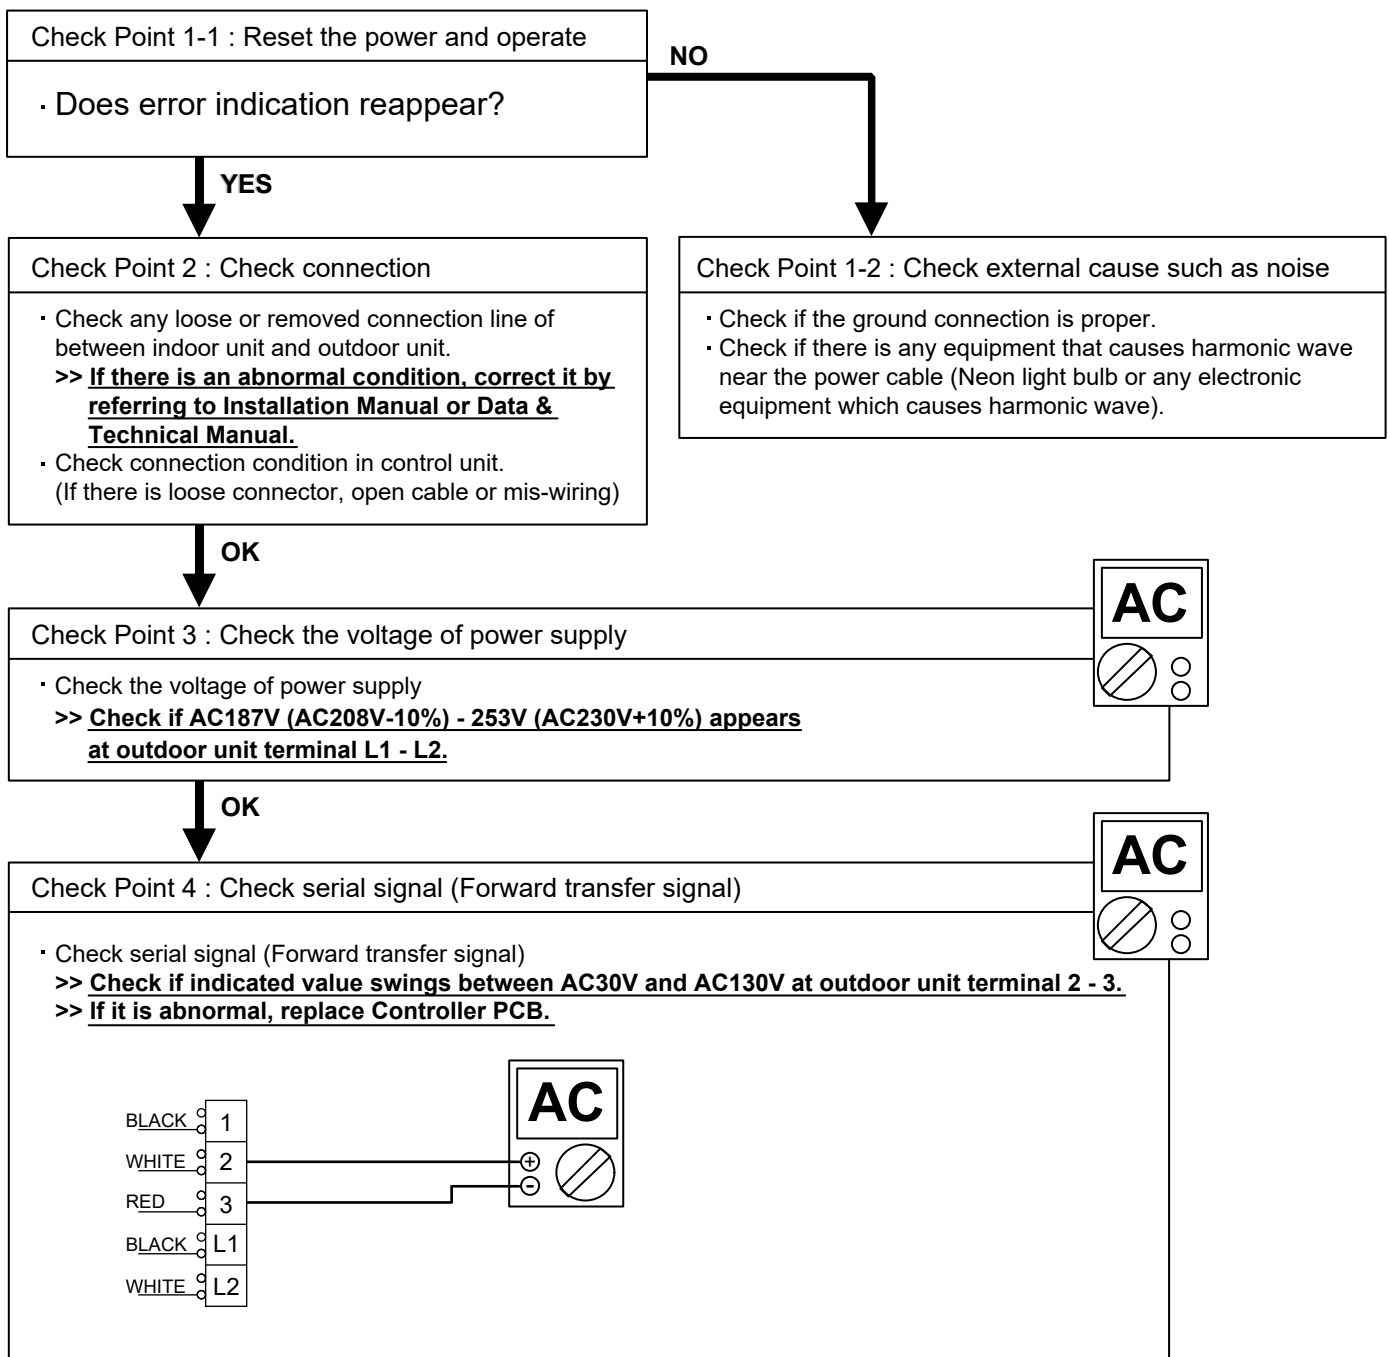 Check Point 1-1 : Reset the power and operate
· Does error indication reappear?
NO
YES
Check Point 2 : Check connection
· Check any loose or removed connection line of
between indoor unit and outdoor unit.
>> If there is an abnormal condition, correct it by
referring to Installation Manual or Data &
Technical Manual.
· Check connection condition in control unit.
(If there is loose connector, open cable or mis-wiring)
Check Point 1-2 : Check external cause such as noise
· Check if the ground connection is proper.
· Check if there is any equipment that causes harmonic wave
near the power cable (Neon light bulb or any electronic
equipment which causes harmonic wave).
OK
Check Point 3 : Check the voltage of power supply
AC
· Check the voltage of power supply
>> Check if AC187V (AC208V-10%) - 253V (AC230V+10%) appears
at outdoor unit terminal L1 - L2.
OK
Check Point 4 : Check serial signal (Forward transfer signal)
AC
· Check serial signal (Forward transfer signal)
>> Check if indicated value swings between AC30V and AC130V at outdoor unit terminal 2 - 3.
>> If it is abnormal, replace Controller PCB.
AC
BLACK 1
WHITE 2
RED 3
BLACK L1
WHITE L2
+
-